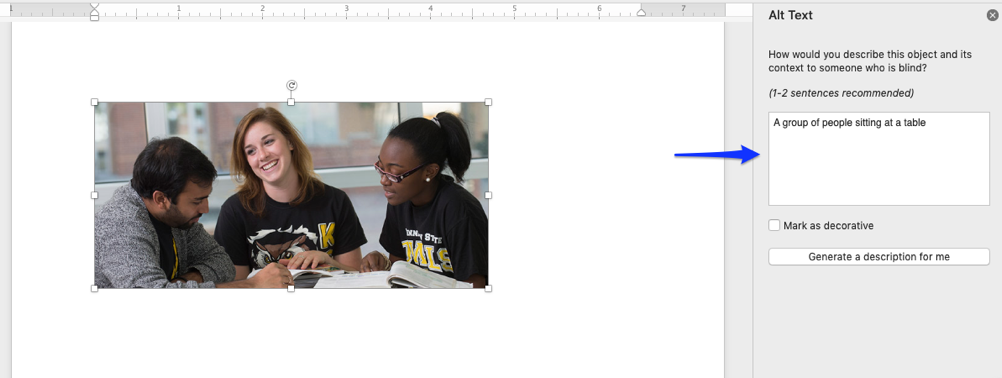 1
1
2
3
4
5
6
7
Alt Text
How would you describe this object and its
context to someone who is blind?
(1-2 sentences recommended)
A group of people sitting at a table
Mark as decorative
Generate a description for me
K